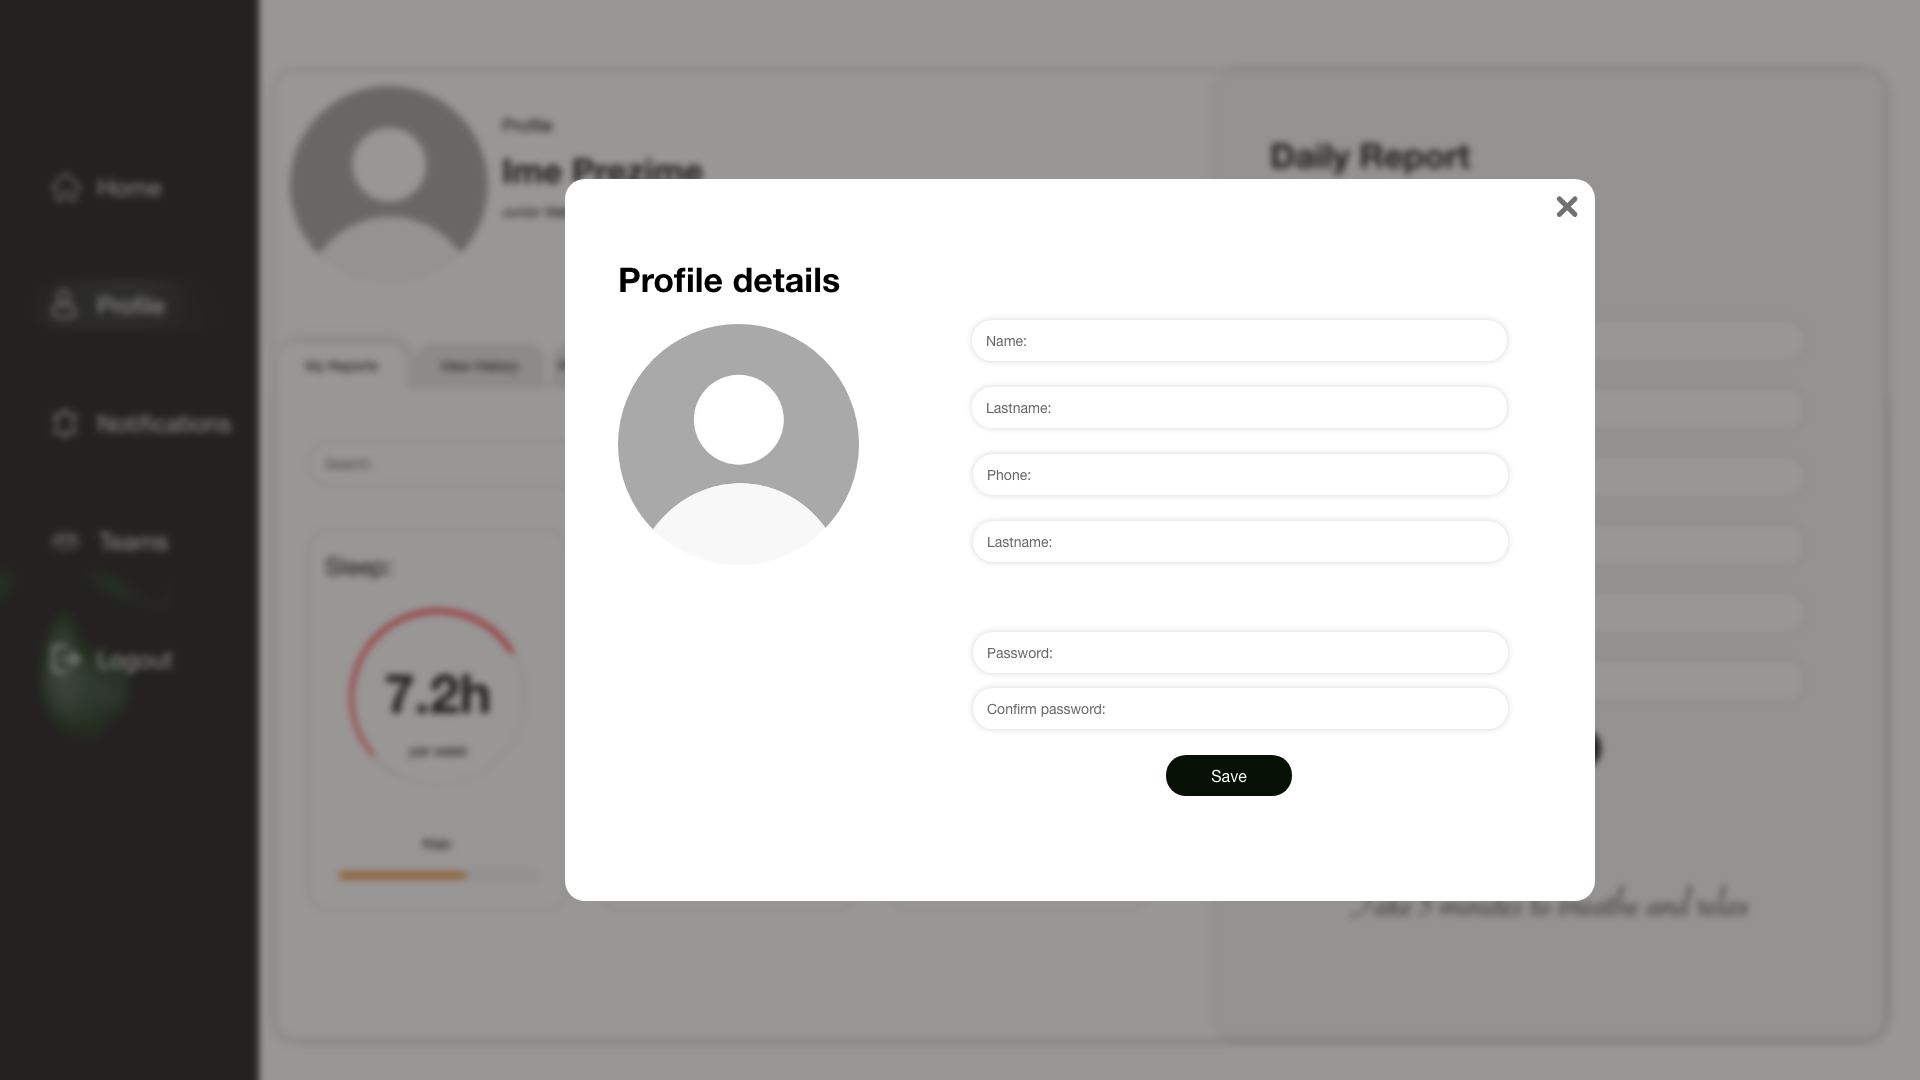 Home
Profile
Notifications
Teams
Logout
Profile
Ime Prezime
Junior
My Reports
View History
Search
Sleep:
7.2h
per week
Daily Report
Profile details
Name:
Lastname:
Phone:
Lastname:
Password:
Confirm password:
Save
Take 5 minutes to breathe and relax